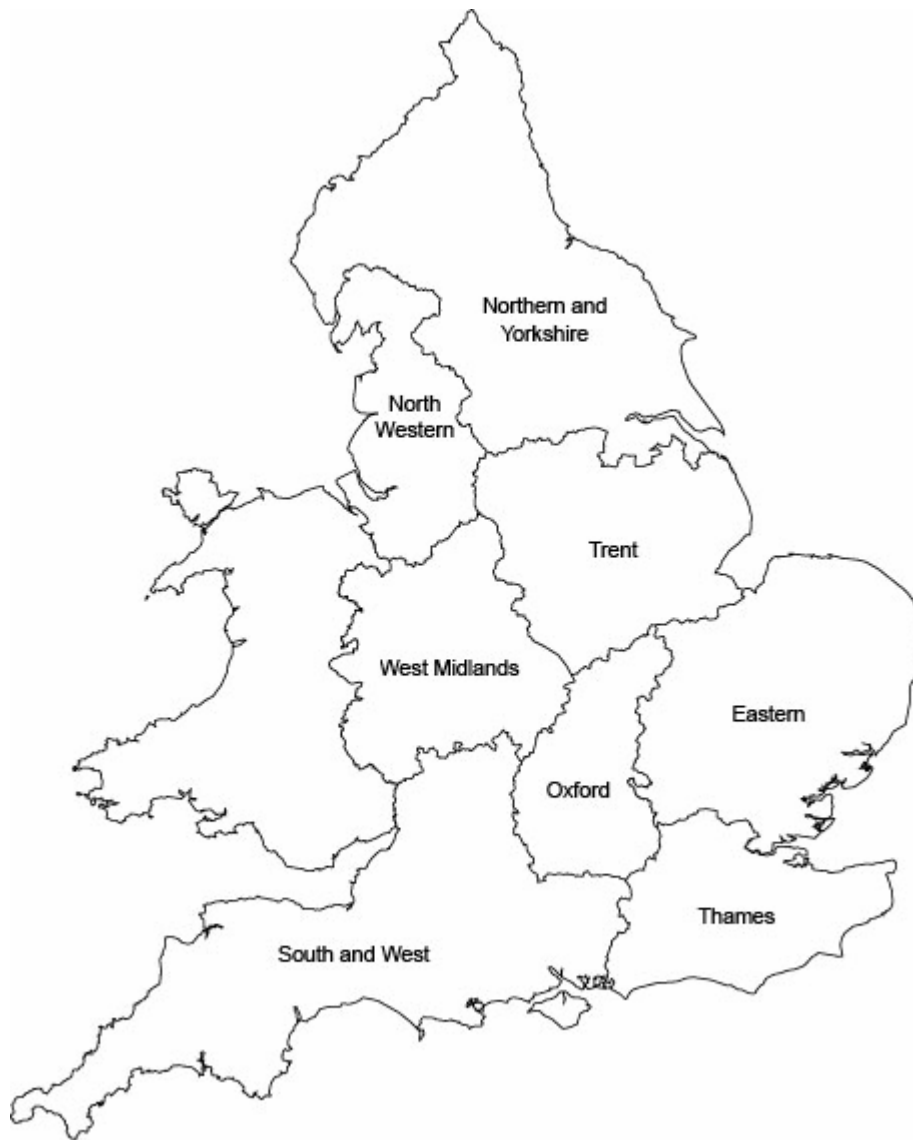 Northern and
Yorkshire
North
Western
Trent
West Midlands
Eastern
Oxford
Thames
South and West